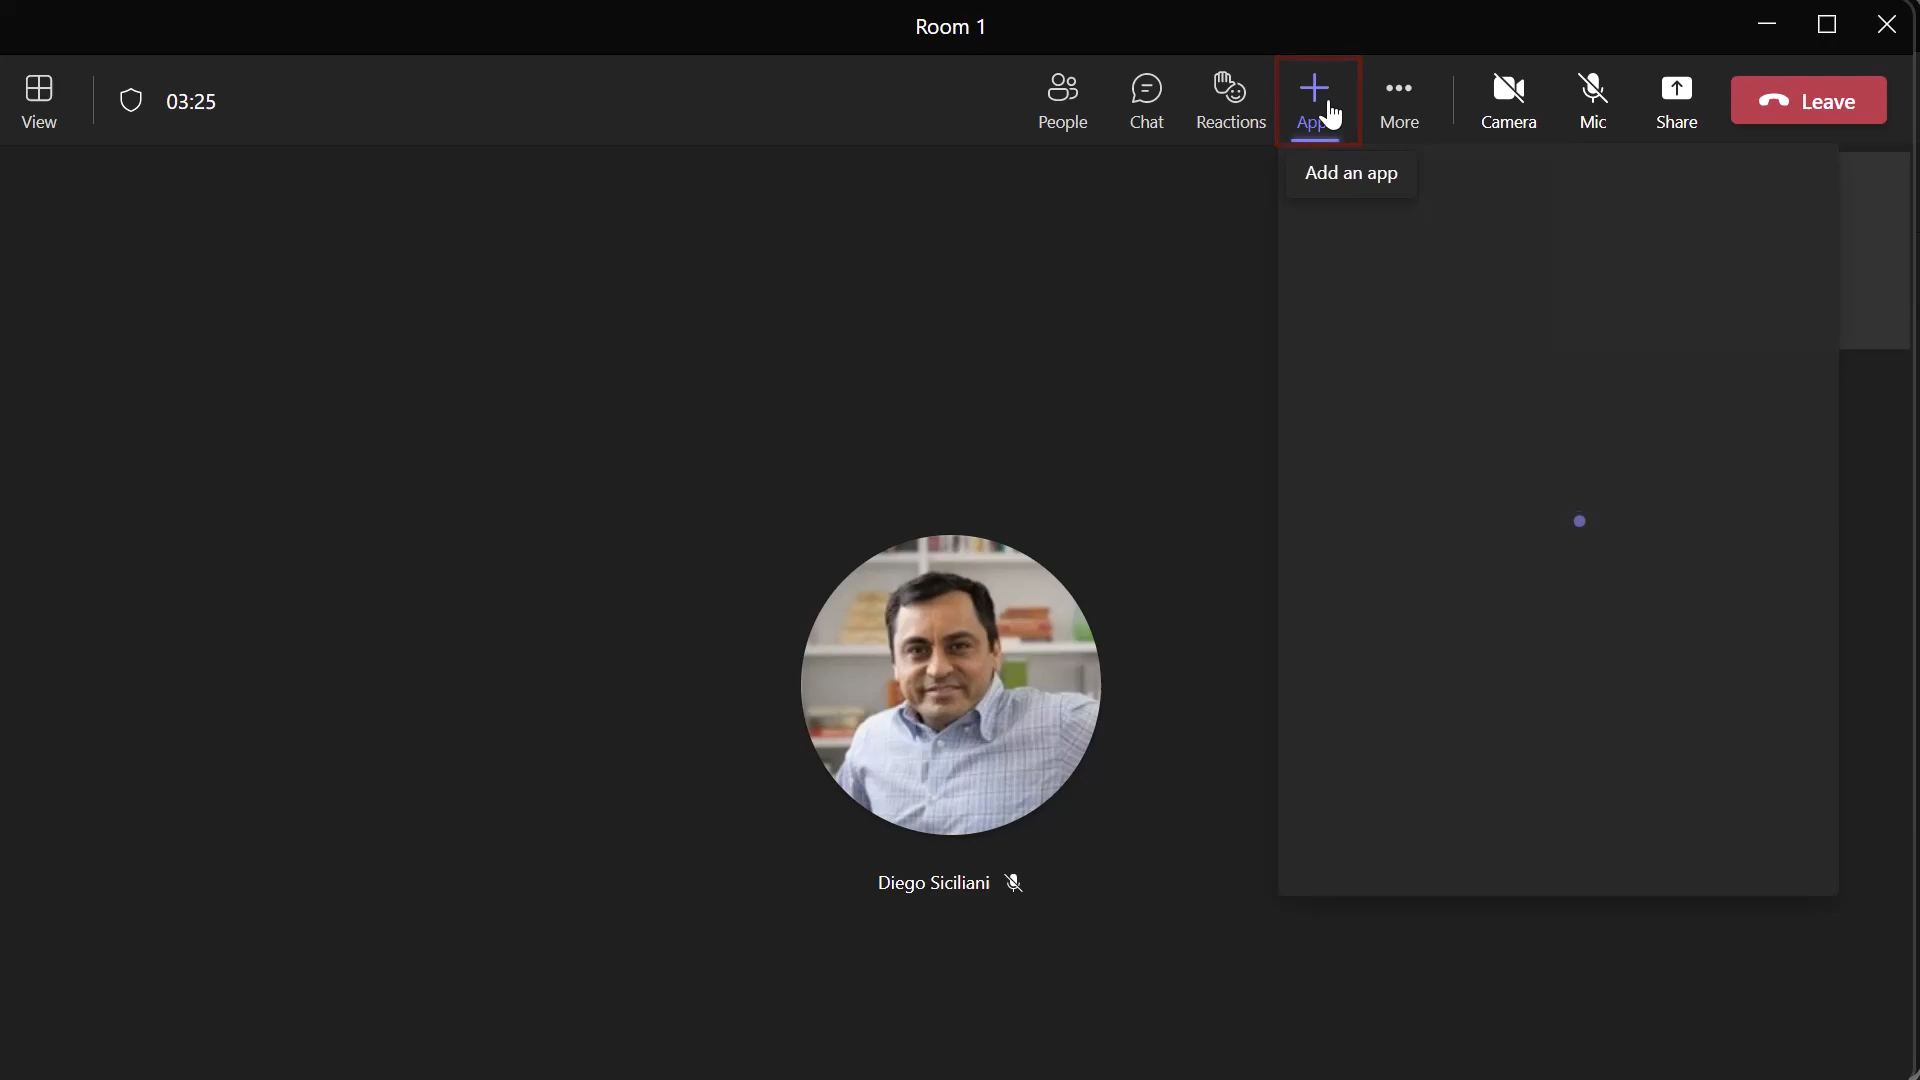 Room 1
View
03:25
People
Chat
Reactions
More
Camera
Mic
Share
Leave
Add an app
Diego Siciliani